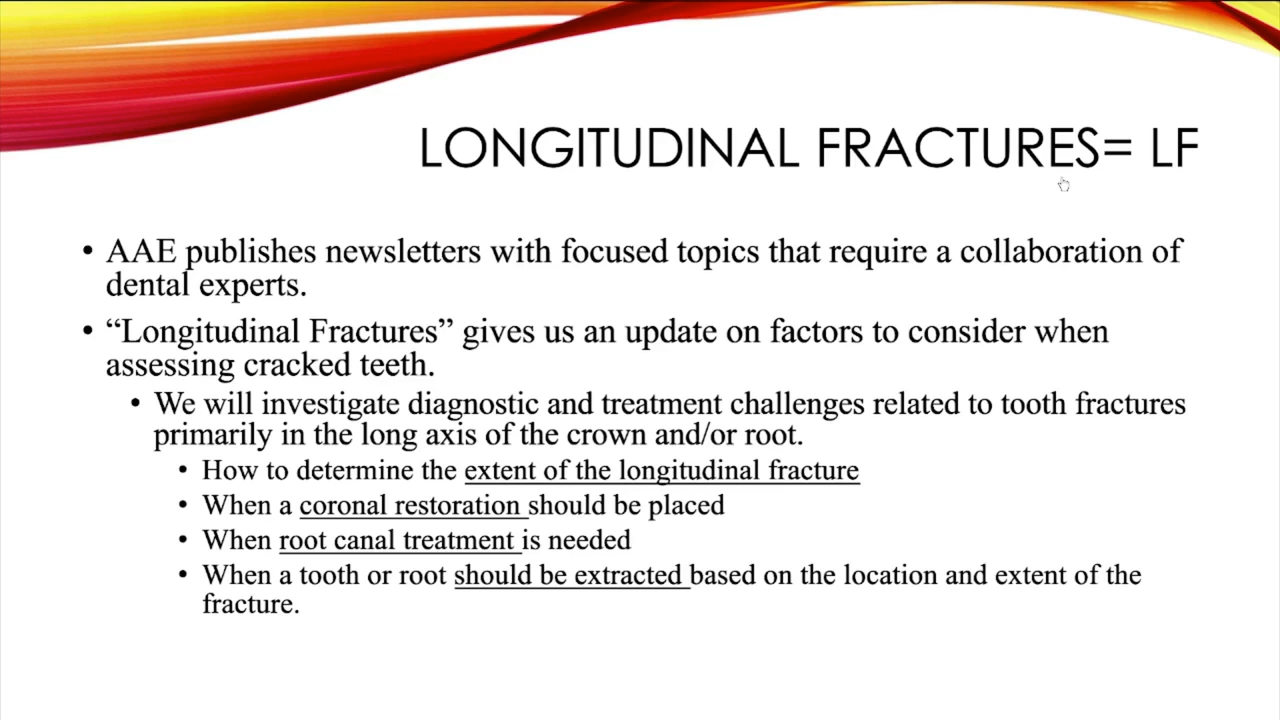 LONGITUDINAL FRACTURES= LF
• AAE publishes newsletters with focused topics that require a collaboration of
dental experts.
• “Longitudinal Fractures” gives us an update on factors to consider when
assessing cracked teeth.
• We will investigate diagnostic and treatment challenges related to tooth fractures
primarily in the long axis of the crown and/or root.
• How to determine the extent of the longitudinal fracture
• When a coronal restoration should be placed
• When root canal treatment is needed
• When a tooth or root should be extracted based on the location and extent of the
fracture.